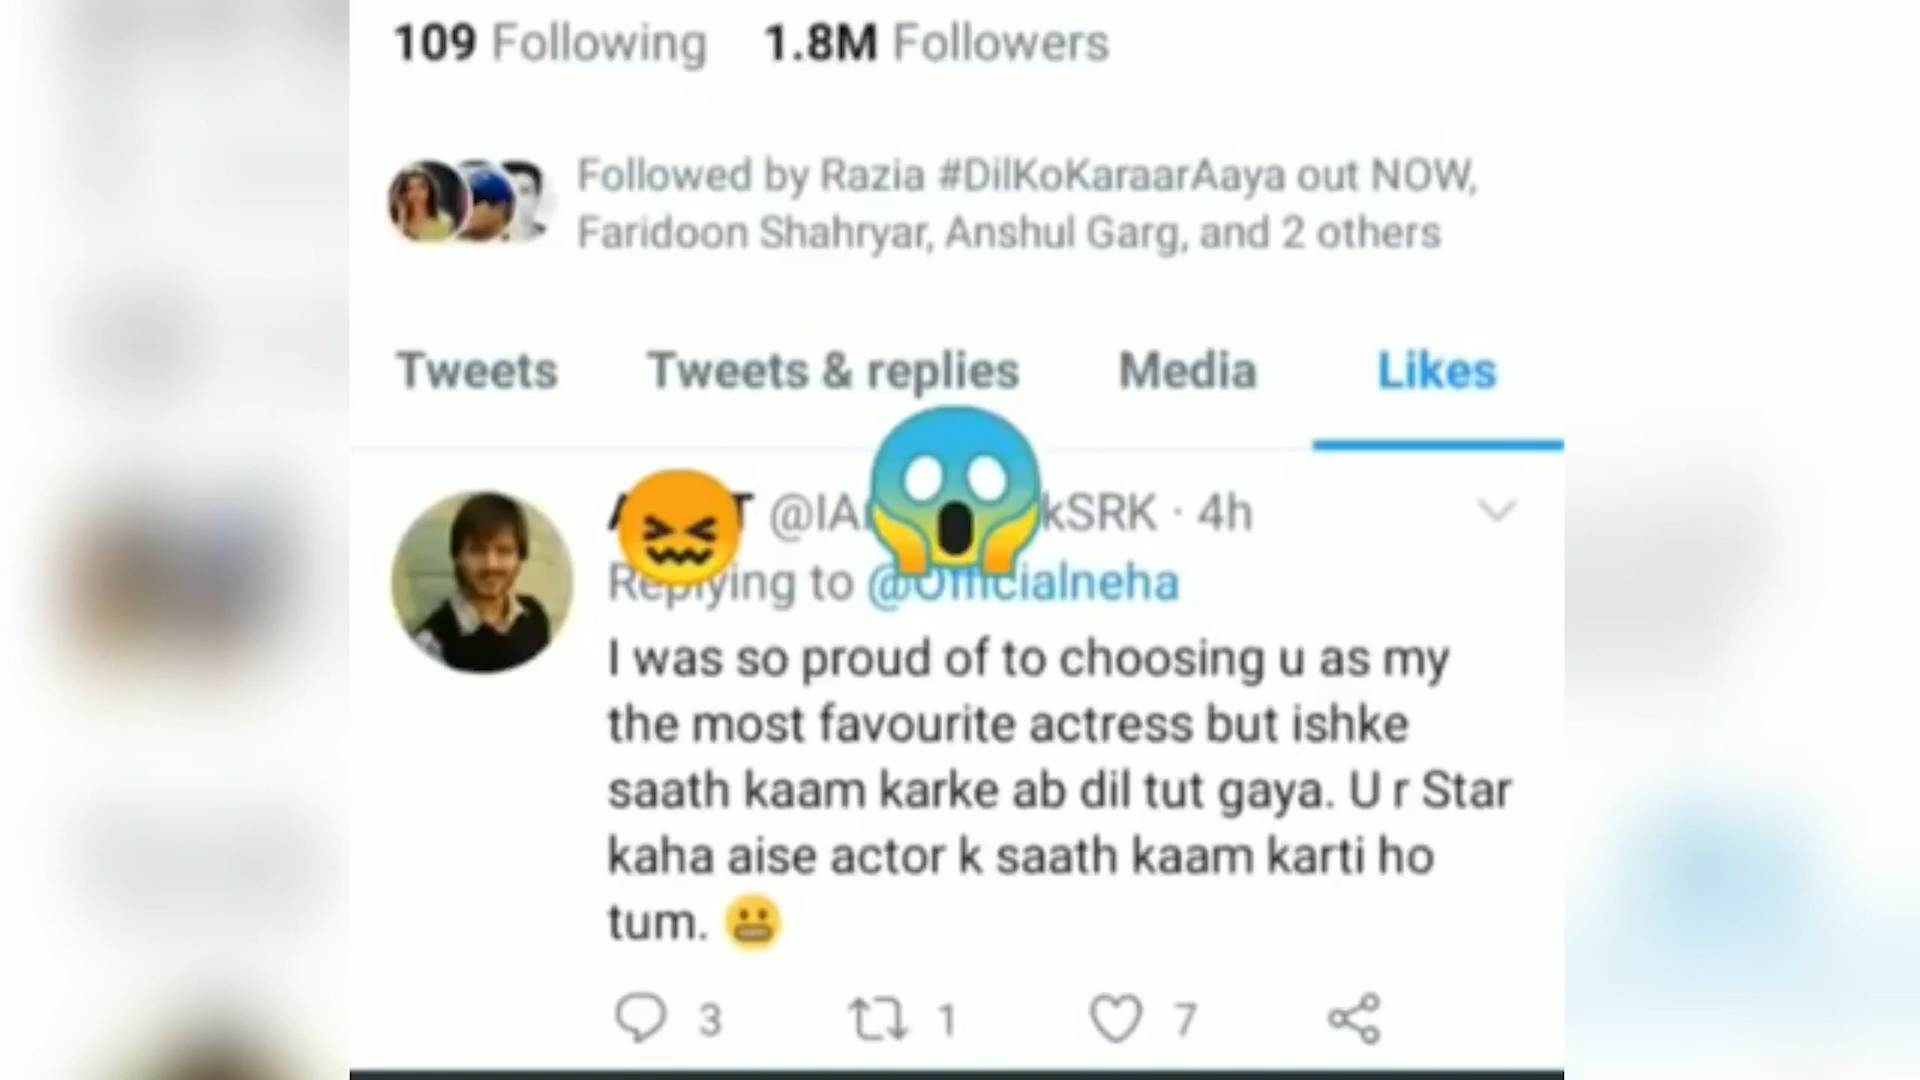 109 Following 1.8M Followers
Followed by Razia #DilKoKaraarAaya out NOW,
Faridoon Shahryar, Anshul Garg, and 2 others
Tweets Tweets & replies Media Likes
@IA kSRK · 4h
Replying to @Officialneha
I was so proud of to choosing u as my
the most favourite actress but ishke
saath kaam karke ab dil tut gaya. U r Star
kaha aise actor k saath kaam karti ho
tum. 😬
3 1 7